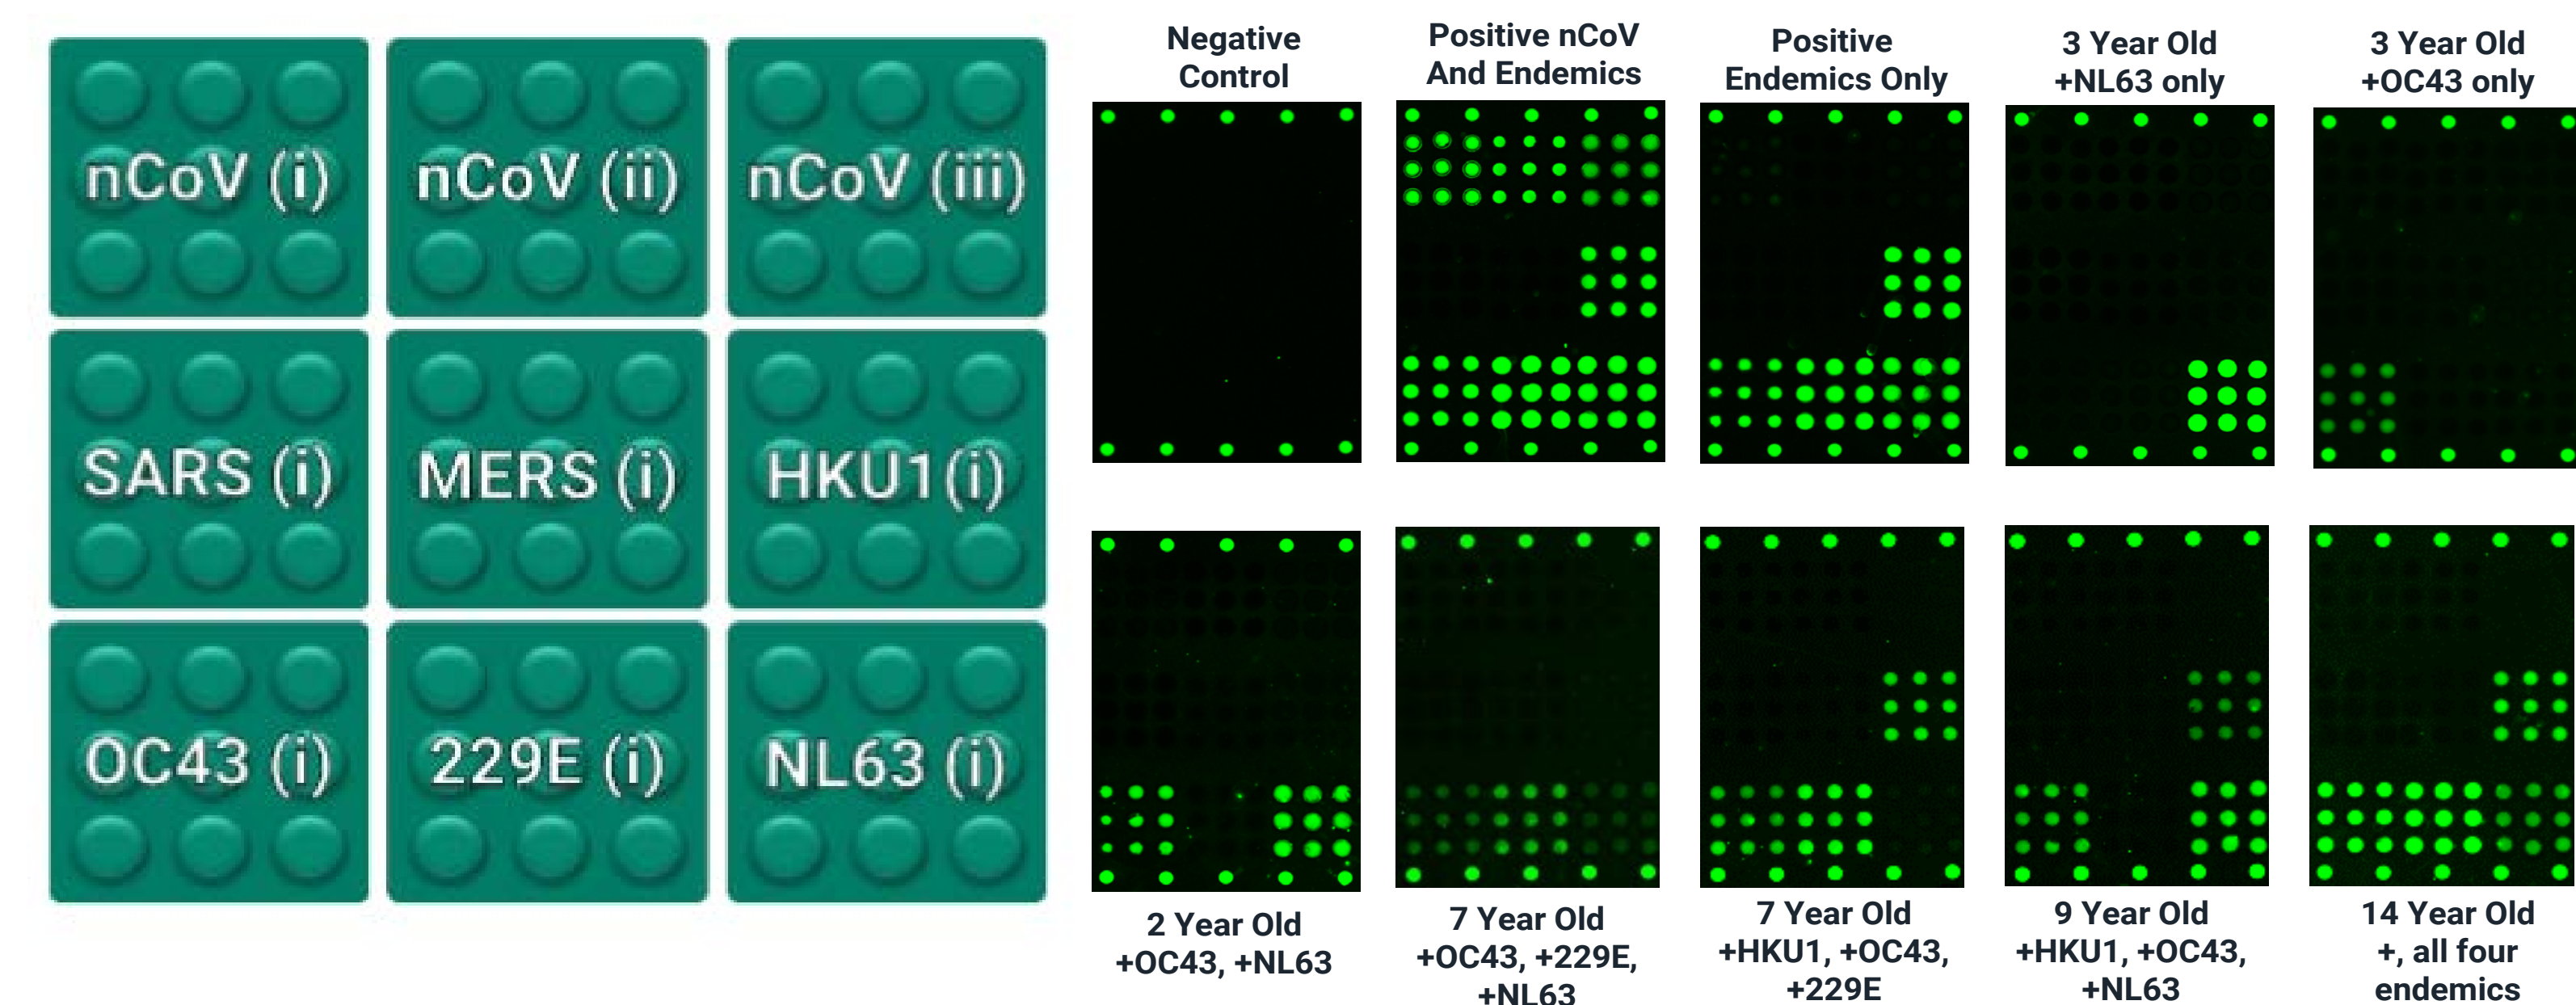 nCoV (i)
nCoV (ii)
nCoV (iii)
SARS (i)
MERS (i)
HKU1 (i)
OC43 (i)
229E (i)
NL63 (i)
Negative
Control
Positive nCoV
And Endemics
Positive
Endemics Only
3 Year Old
+NL63 only
3 Year Old
+OC43 only
2 Year Old
+OC43, +NL63
7 Year Old
+OC43, +229E,
+NL63
7 Year Old
+HKU1, +OC43,
+229E
9 Year Old
+HKU1, +OC43,
+NL63
14 Year Old
+, all four
endemics